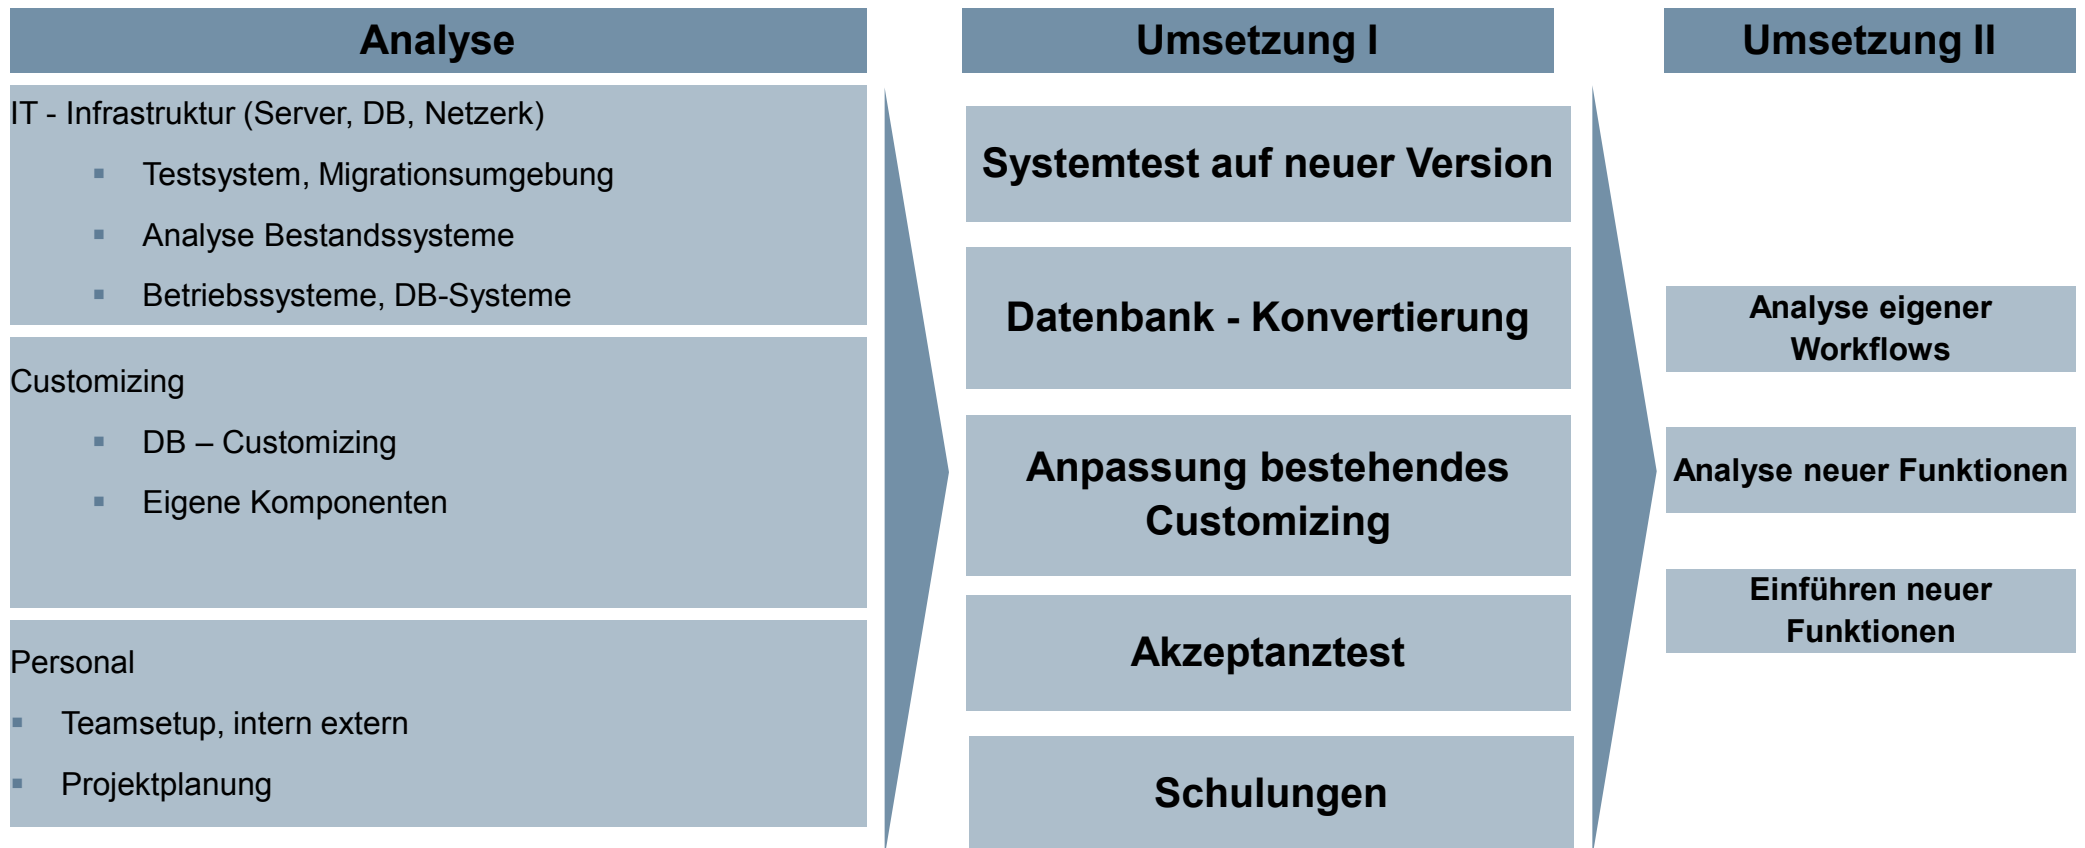 Analyse
IT - Infrastruktur (Server, DB, Netzerk)
▪ Testsystem, Migrationsumgebung
▪ Analyse Bestandssysteme
▪ Betriebssysteme, DB-Systeme
Customizing
▪ DB – Customizing
▪ Eigene Komponenten
Personal
▪ Teamsetup, intern extern
▪ Projektplanung
Umsetzung I
Systemtest auf neuer Version
Datenbank - Konvertierung
Anpassung bestehendes
Customizing
Akzeptanztest
Schulungen
Umsetzung II
Analyse eigener
Workflows
Analyse neuer Funktionen
Einführen neuer
Funktionen